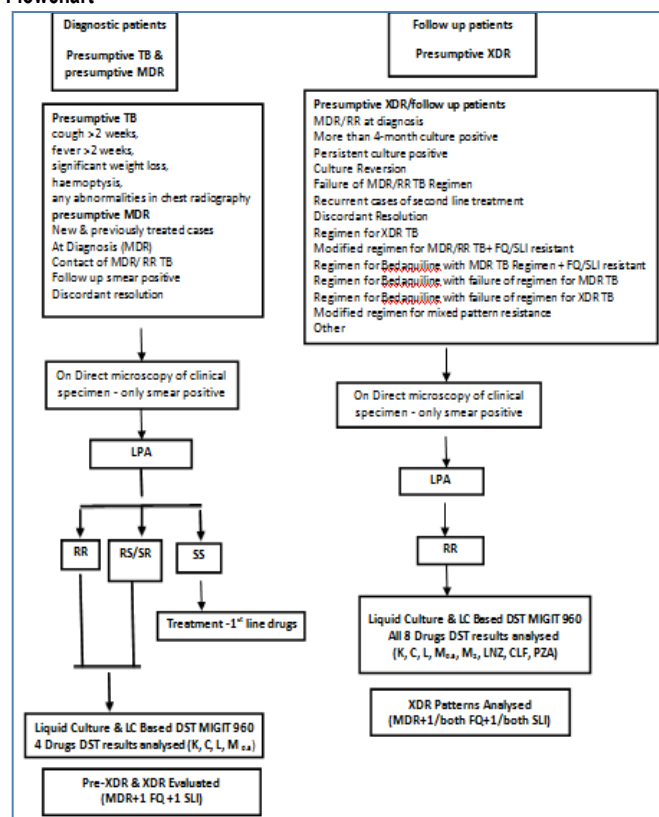 Flowchart
Diagnostic patients
Presumptive TB &
presumptive MDR
Presumptive TB
cough >2 weeks,
fever >2 weeks,
significant weight loss,
haemoptysis,
any abnormalities in chest radiography
presumptive MDR
New & previously treated cases
At Diagnosis (MDR)
Contact of MDR/ RR TB
Follow up smear positive
Discordant resolution
On Direct microscopy of clinical
specimen - only smear positive
LPA
RR
RS/SR
SS
Treatment -1st line drugs
Liquid Culture & LC Based DST MIGIT 960
4 Drugs DST results analysed (K, C, L, M 0.5)
Pre-XDR & XDR Evaluated
(MDR+1 FQ +1 SLI)
Follow up patients
Presumptive XDR
Presumptive XDR/follow up patients
MDR/RR at diagnosis
More than 4-month culture positive
Persistent culture positive
Culture Reversion
Failure of MDR/RR TB Regimen
Recurrent cases of second line treatment
Discordant Resolution
Regimen for XDR TB
Modified regimen for MDR/RR TB+ FQ/SLI resistant
Regimen for Bedaquiline with MDR TB Regimen + FQ/SLI resistant
Regimen for Bedaquiline with failure of regimen for MDR TB
Regimen for Bedaquiline with failure of regimen for XDR TB
Modified regimen for mixed pattern resistance
Other
On Direct microscopy of clinical
specimen - only smear positive
LPA
RR
Liquid Culture & LC Based DST MIGIT 960
All 8 Drugs DST results analysed
(K, C, L, M0.5, M2, LNZ, CLF, PZA)
XDR Patterns Analysed
(MDR+1/both FQ+1/both SLI)